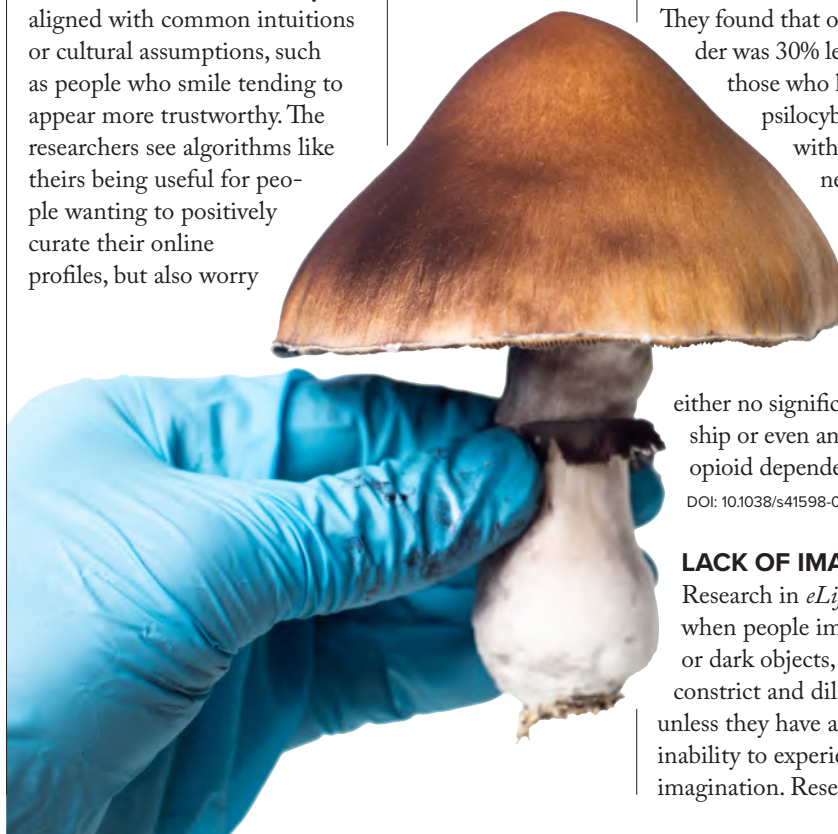 aligned with common intuitions
or cultural assumptions, such
as people who smile tending to
appear more trustworthy. The
researchers see algorithms like
theirs being useful for peo-
ple wanting to positively
curate their online
profiles, but also worry
They found that o
der was 30% le
those who
psilocyb
with
ne
either no signific
ship or even an
opioid depende
DOI: 10.1038/s41598-0
LACK OF IMA
Research in eLi
when people im
or dark objects,
constrict and dil
unless they have a
inability to experie
imagination. Rese